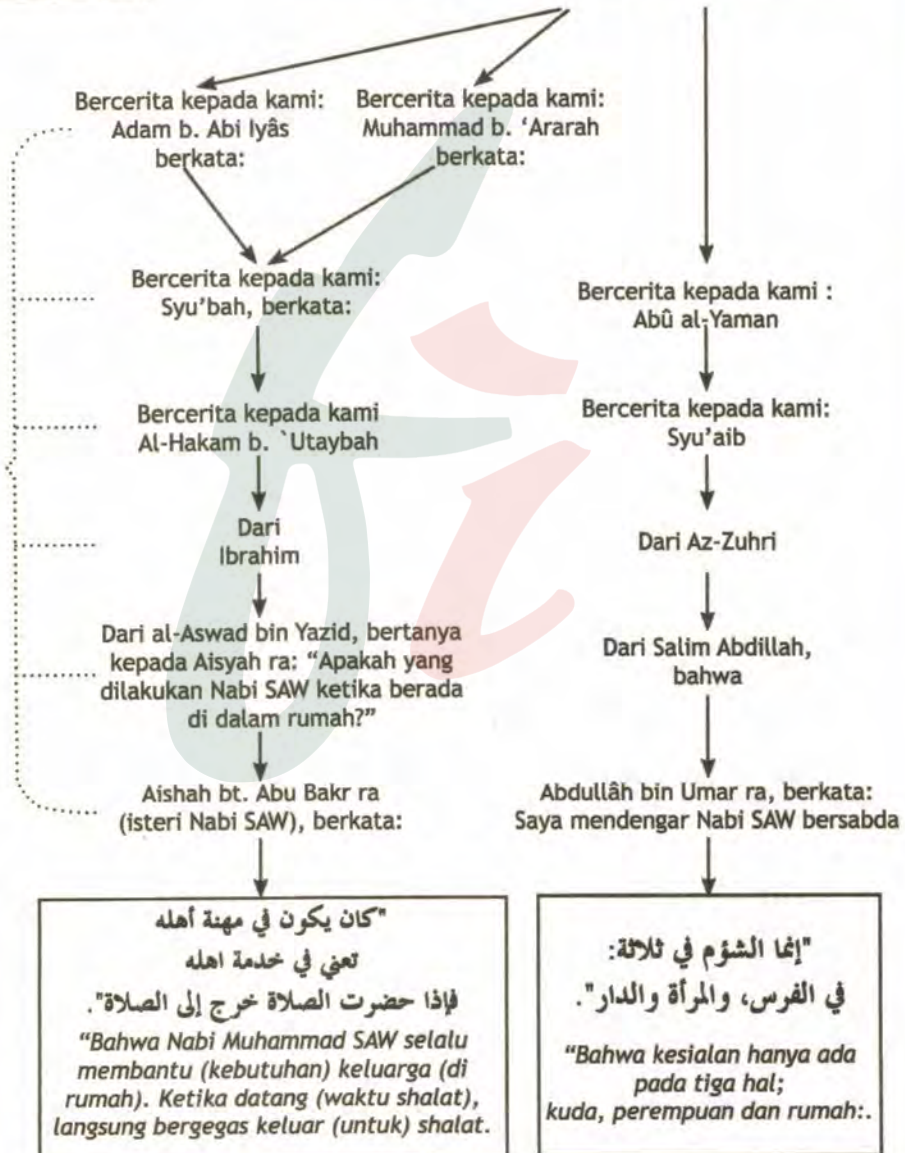 Bercerita kepada kami:
Adam b. Abi Iyâs
berkata:
Bercerita kepada kami:
Muhammad b. ‘Ararah
berkata:
Bercerita kepada kami:
Syu’bah, berkata:
Bercerita kepada kami
Al-Hakam b. `Utaybah
Dari
Ibrahim
Dari al-Aswad bin Yazid, bertanya
kepada Aisyah ra: “Apakah yang
dilakukan Nabi SAW ketika berada
di dalam rumah?”
Aishah bt. Abu Bakr ra
(isteri Nabi SAW), berkata:
"كان يكون في مهنة أهله
تعني في خدمة اهله
فإذا حضرت الصلاة خرج إلى الصلاة".
“Bahwa Nabi Muhammad SAW selalu
membantu (kebutuhan) keluarga (di
rumah). Ketika datang (waktu shalat),
langsung bergegas keluar (untuk) shalat.
Bercerita kepada kami :
Abû al-Yaman
Bercerita kepada kami:
Syu’aib
Dari Az-Zuhri
Dari Salim Abdillah,
bahwa
Abdullâh bin Umar ra, berkata:
Saya mendengar Nabi SAW bersabda
"إنما الشؤم في ثلاثة:
في الفرس، والمرأة والدار".
“Bahwa kesialan hanya ada
pada tiga hal;
kuda, perempuan dan rumah:.